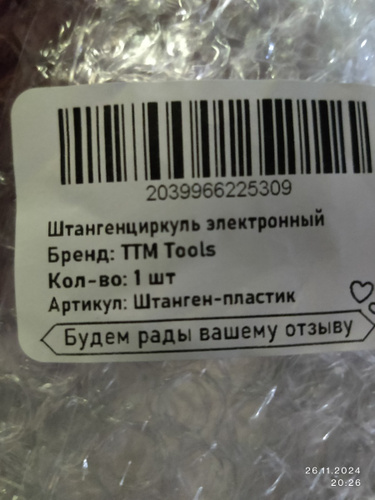 2039966225309
Штангенциркуль электронный
Бренд: TTM Tools
Кол-во: 1 шт
Артикул: Штанген-пластик
Будем рады вашему отзыву
26.11.2024
20:26